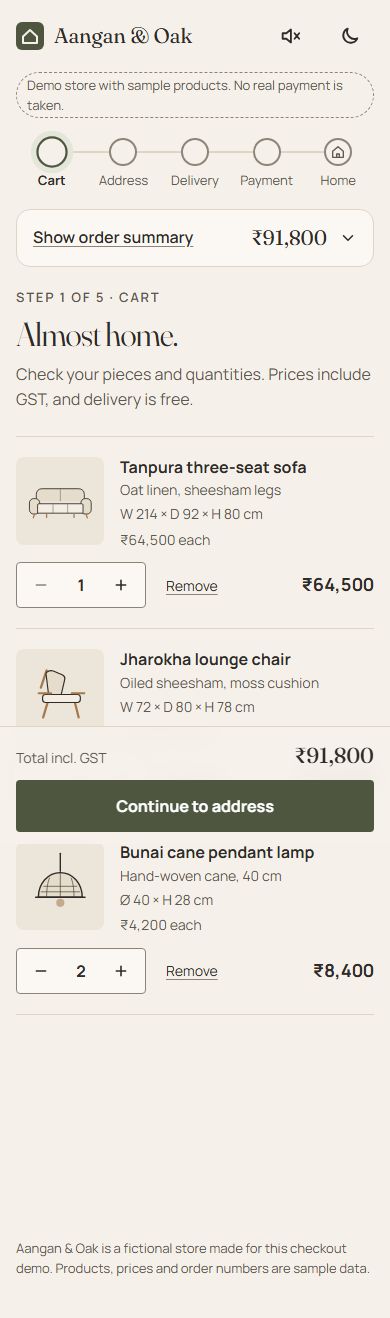 Aangan & Oak
Demo store with sample products. No real payment is
taken.
Cart
Address
Delivery
Payment
Home
Show order summary
₹91,800
STEP 1 OF 5 · CART
Almost home.
Check your pieces and quantities. Prices include
GST, and delivery is free.
Tanpura three-seat sofa
Oat linen, sheesham legs
W 214 × D 92 × H 80 cm
₹64,500 each
− 1 +
Remove
₹64,500
Jharokha lounge chair
Oiled sheesham, moss cushion
W 72 × D 80 × H 78 cm
Total incl. GST
₹91,800
Continue to address
Bunai cane pendant lamp
Hand-woven cane, 40 cm
Ø 40 × H 28 cm
₹4,200 each
− 2 +
Remove
₹8,400
Aangan & Oak is a fictional store made for this checkout
demo. Products, prices and order numbers are sample data.